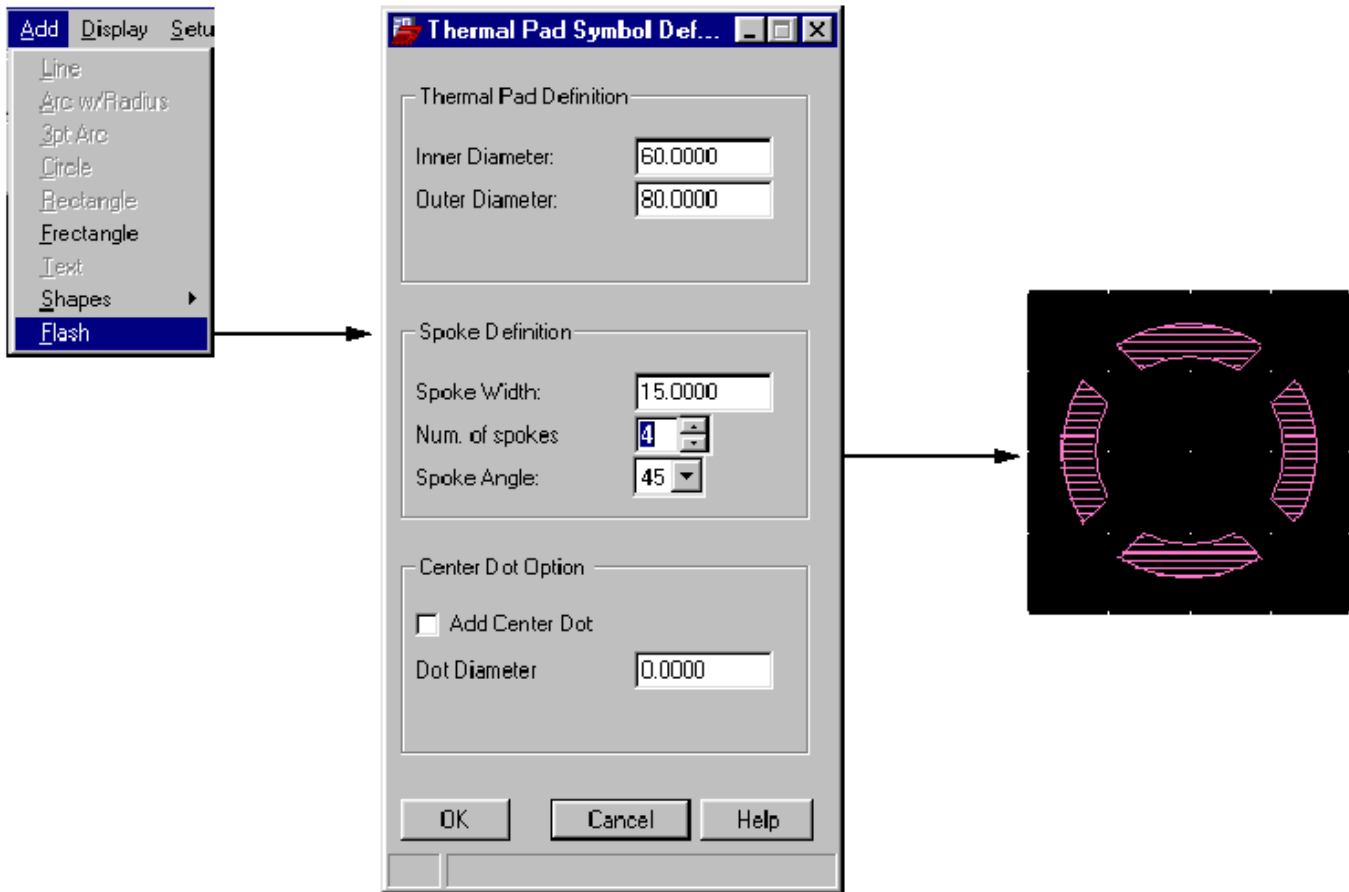 Add Display Setu
Line
Arc w/Radius
3pt Arc
Circle
Rectangle
Frectangle
Text
Shapes
Flash
Thermal Pad Symbol Def...
Thermal Pad Definition
Inner Diameter: 60.0000
Outer Diameter: 80.0000
Spoke Definition
Spoke Width: 15.0000
Num. of spokes 4
Spoke Angle: 45
Center Dot Option
Add Center Dot
Dot Diameter 0.0000
OK Cancel Help